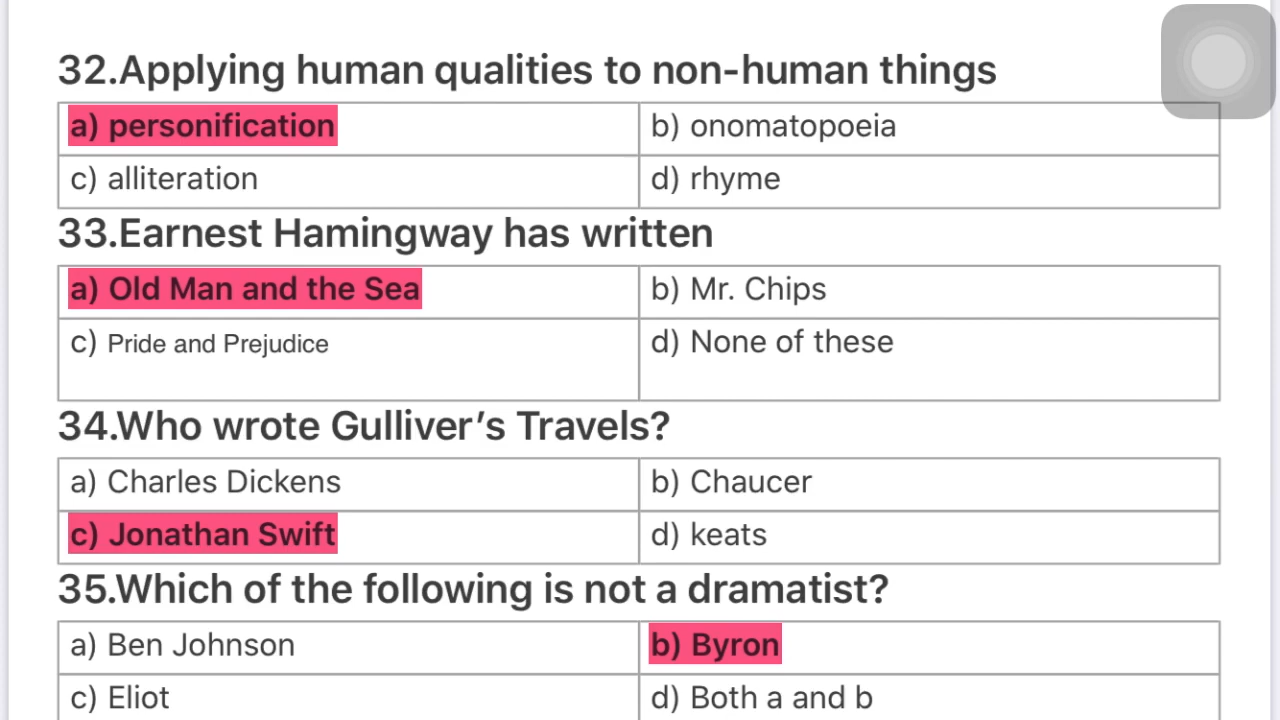 32.Applying human qualities to non-human things
a) personification b) onomatopoeia
c) alliteration d) rhyme
33.Earnest Hamingway has written
a) Old Man and the Sea b) Mr. Chips
c) Pride and Prejudice d) None of these
34.Who wrote Gulliver’s Travels?
a) Charles Dickens b) Chaucer
c) Jonathan Swift d) keats
35.Which of the following is not a dramatist?
a) Ben Johnson b) Byron
c) Eliot d) Both a and b